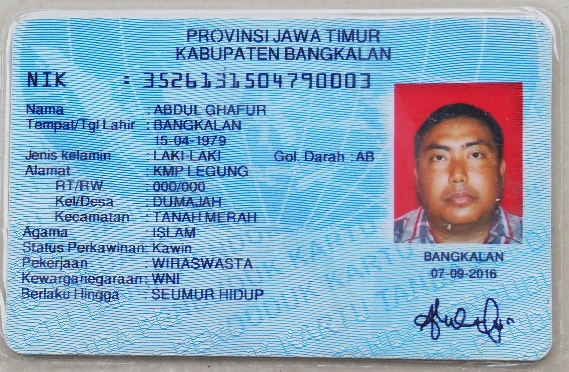 PROVINSI JAWA TIMUR
KABUPATEN BANGKALAN
NIK : 3526131504790003
Nama : ABDUL GHAFUR
Tempat/Tgl Lahir : BANGKALAN
15-04-1979
Jenis kelamin : LAKI-LAKI Gol. Darah : AB
Alamat : KMP LEGUNG
RT/RW : 000/000
Kel/Desa : DUMAJAH
Kecamatan : TANAH MERAH
Agama : ISLAM
Status Perkawinan: Kawin
Pekerjaan : WIRASWASTA
Kewarganegaraan: WNI
Berlaku Hingga : SEUMUR HIDUP
BANGKALAN
07-09-2016